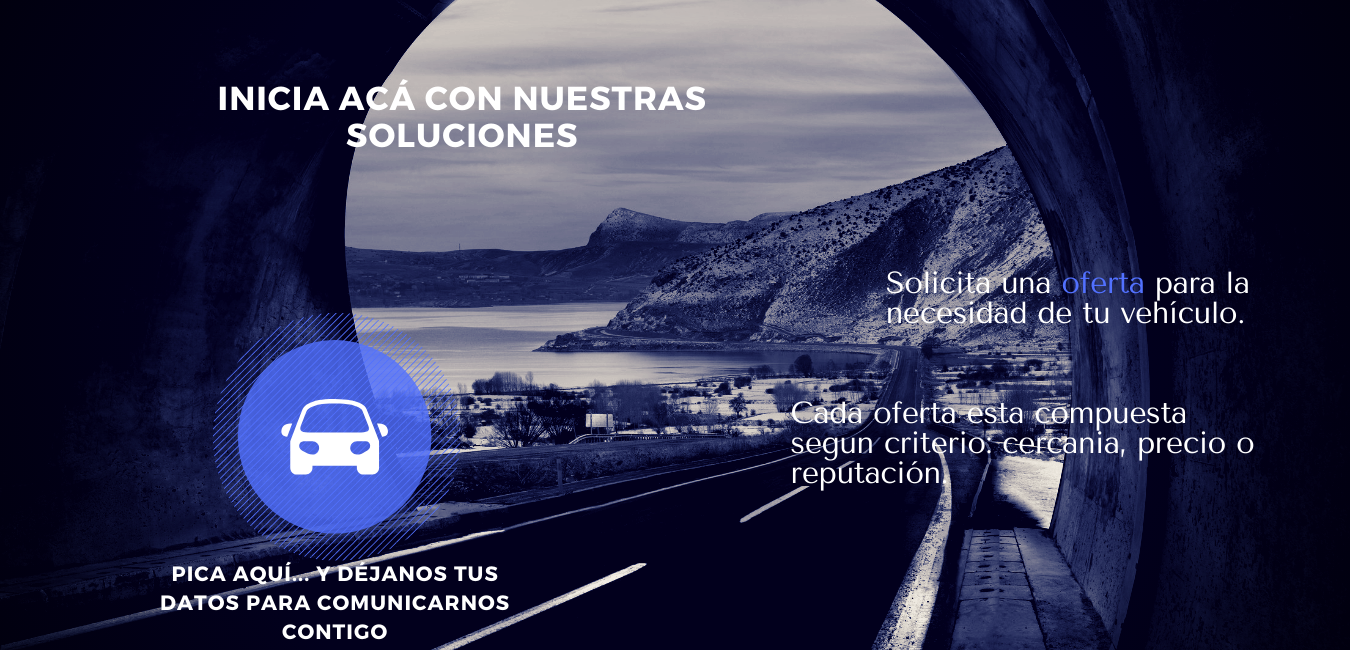 INICIA ACÁ CON NUESTRAS
SOLUCIONES
Solicita una oferta para la
necesidad de tu vehículo.
Cada oferta esta compuesta
segun criterio: cercania, precio o
reputación.
PICA AQUÍ... Y DÉJANOS TUS
DATOS PARA COMUNICARNOS
CONTIGO